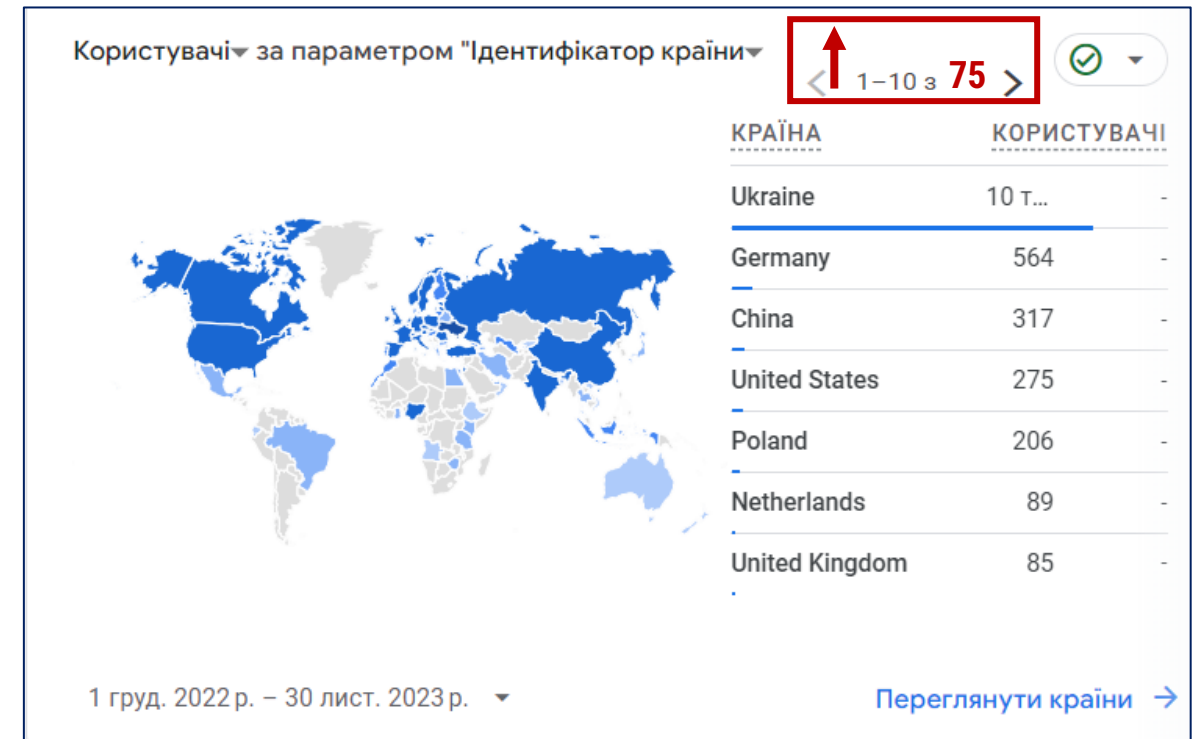 Користувачі за параметром "Ідентифікатор країни
1–10 з 75
КРАЇНА КОРИСТУВАЧІ
Ukraine 10 т... -
Germany 564 -
China 317 -
United States 275 -
Poland 206 -
Netherlands 89 -
United Kingdom 85 -
1 груд. 2022 р. – 30 лист. 2023 р.
Переглянути країни